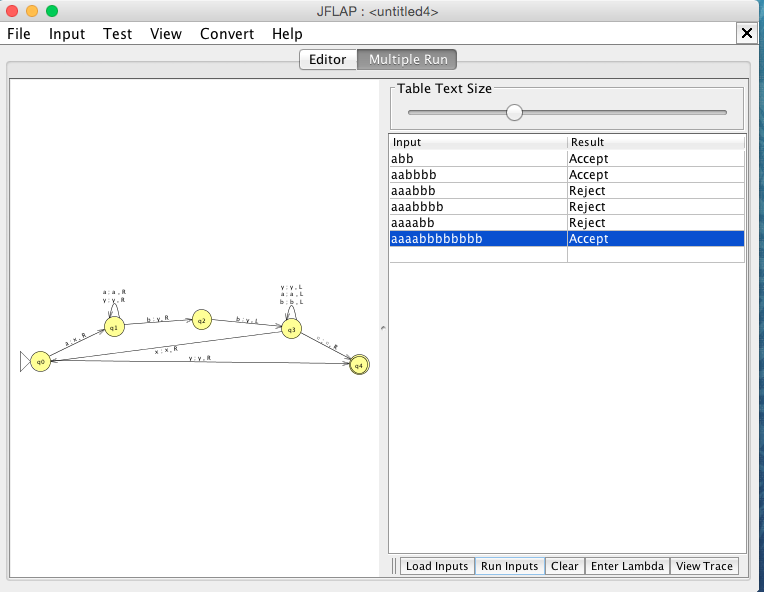 JFLAP : <untitled4>
File Input Test View Convert Help
Editor Multiple Run
Table Text Size
Input Result
abb Accept
aabbbb Accept
aaabbb Reject
aaabbbb Reject
aaaabb Reject
aaaabbbbbbbb Accept
y ; y , L
a ; a , R
a ; a , L
y ; y , R
b ; b , L
a ; x , R
q1
b ; y , R
q2
b ; y , L
q3
x ; x , R
q0
y ; y , R
q4
Load Inputs Run Inputs Clear Enter Lambda View Trace